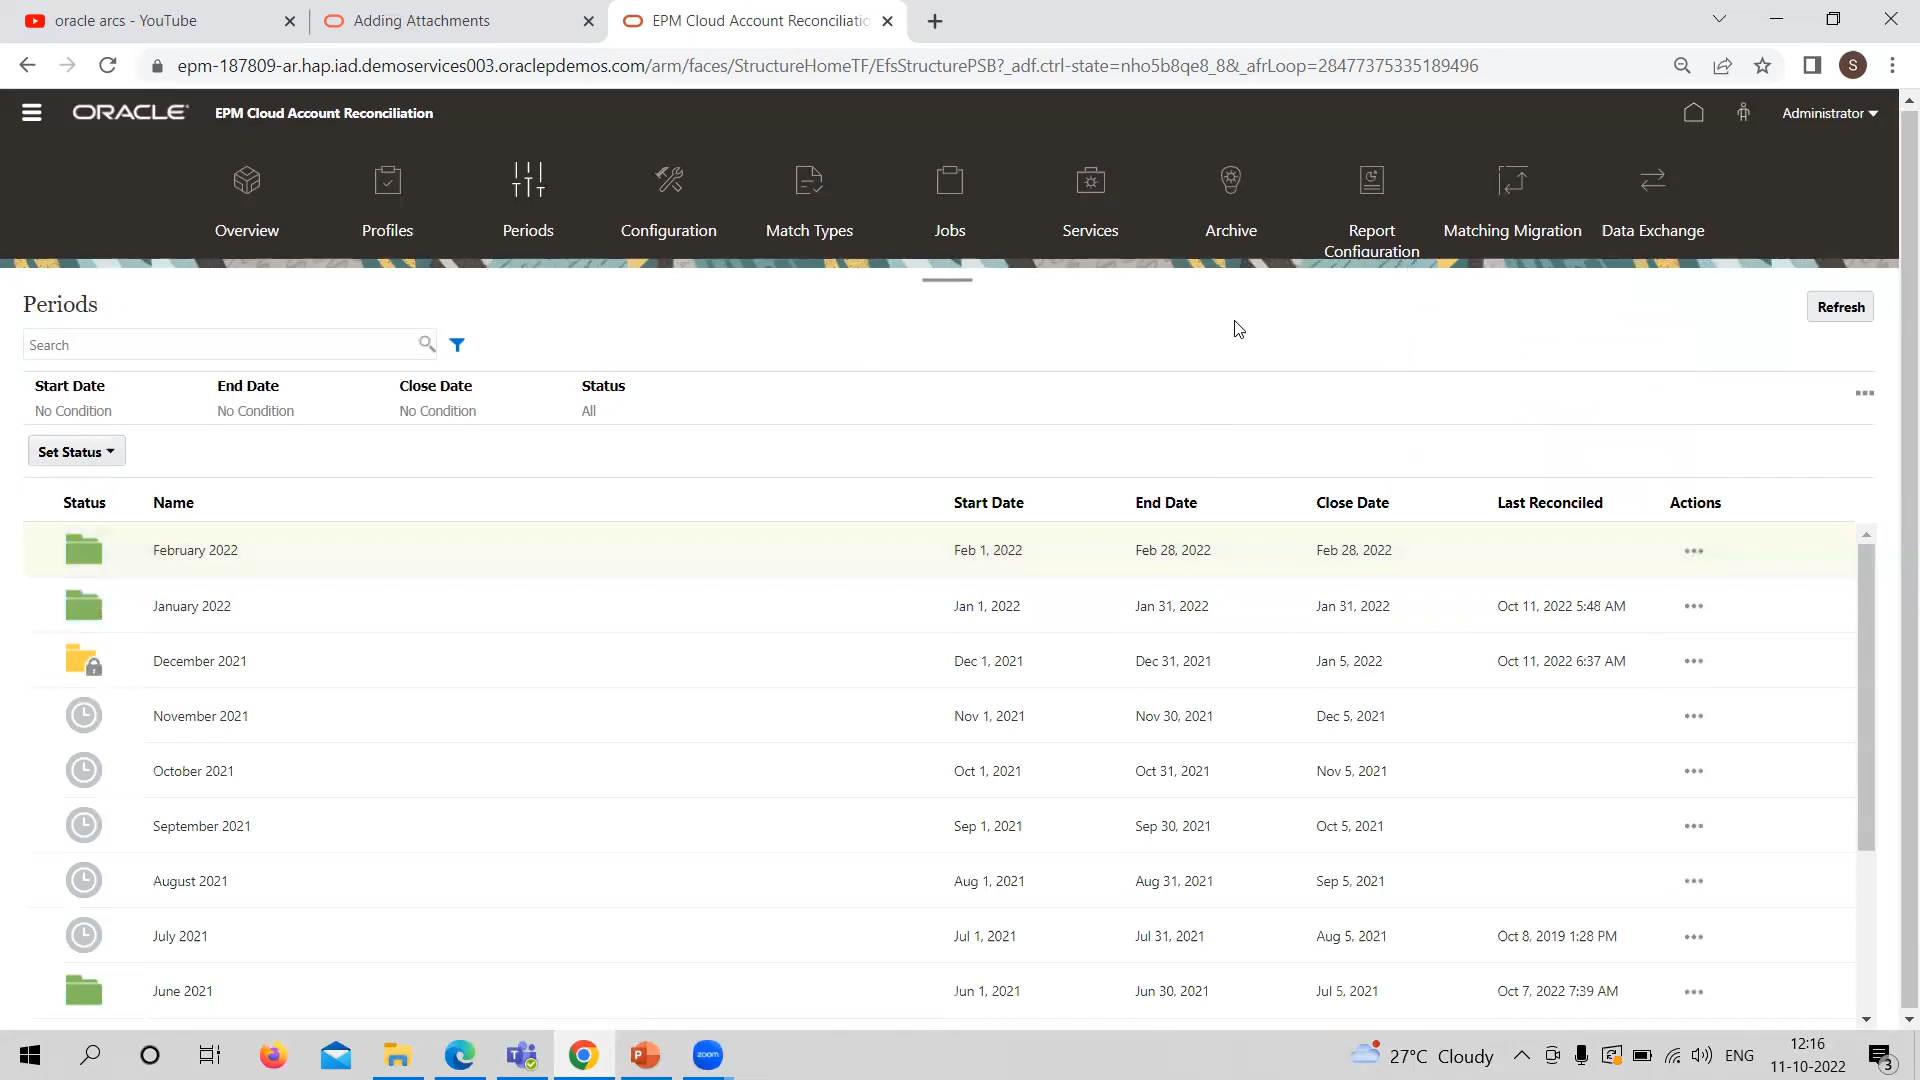 oracle arcs - YouTube
Adding Attachments
EPM Cloud Account Reconciliatio
epm-187809-ar.hap.iad.demoservices003.oraclepdemos.com/arm/faces/StructureHomeTF/EfsStructurePSB?_adf.ctrl-state=nho5b8qe8_8&_afrLoop=28477375335189496
S
ORACLE
EPM Cloud Account Reconciliation
Administrator
Overview
Profiles
Periods
Configuration
Match Types
Jobs
Services
Archive
Report
Configuration
Matching Migration
Data Exchange
Periods
Refresh
Search
Start Date
End Date
Close Date
Status
No Condition
No Condition
No Condition
All
Set Status
Status Name Start Date End Date Close Date Last Reconciled Actions
February 2022 Feb 1, 2022 Feb 28, 2022 Feb 28, 2022
January 2022 Jan 1, 2022 Jan 31, 2022 Jan 31, 2022 Oct 11, 2022 5:48 AM
December 2021 Dec 1, 2021 Dec 31, 2021 Jan 5, 2022 Oct 11, 2022 6:37 AM
November 2021 Nov 1, 2021 Nov 30, 2021 Dec 5, 2021
October 2021 Oct 1, 2021 Oct 31, 2021 Nov 5, 2021
September 2021 Sep 1, 2021 Sep 30, 2021 Oct 5, 2021
August 2021 Aug 1, 2021 Aug 31, 2021 Sep 5, 2021
July 2021 Jul 1, 2021 Jul 31, 2021 Aug 5, 2021 Oct 8, 2019 1:28 PM
June 2021 Jun 1, 2021 Jun 30, 2021 Jul 5, 2021 Oct 7, 2022 7:39 AM
zoom
27°C Cloudy
ENG
12:16
11-10-2022
3